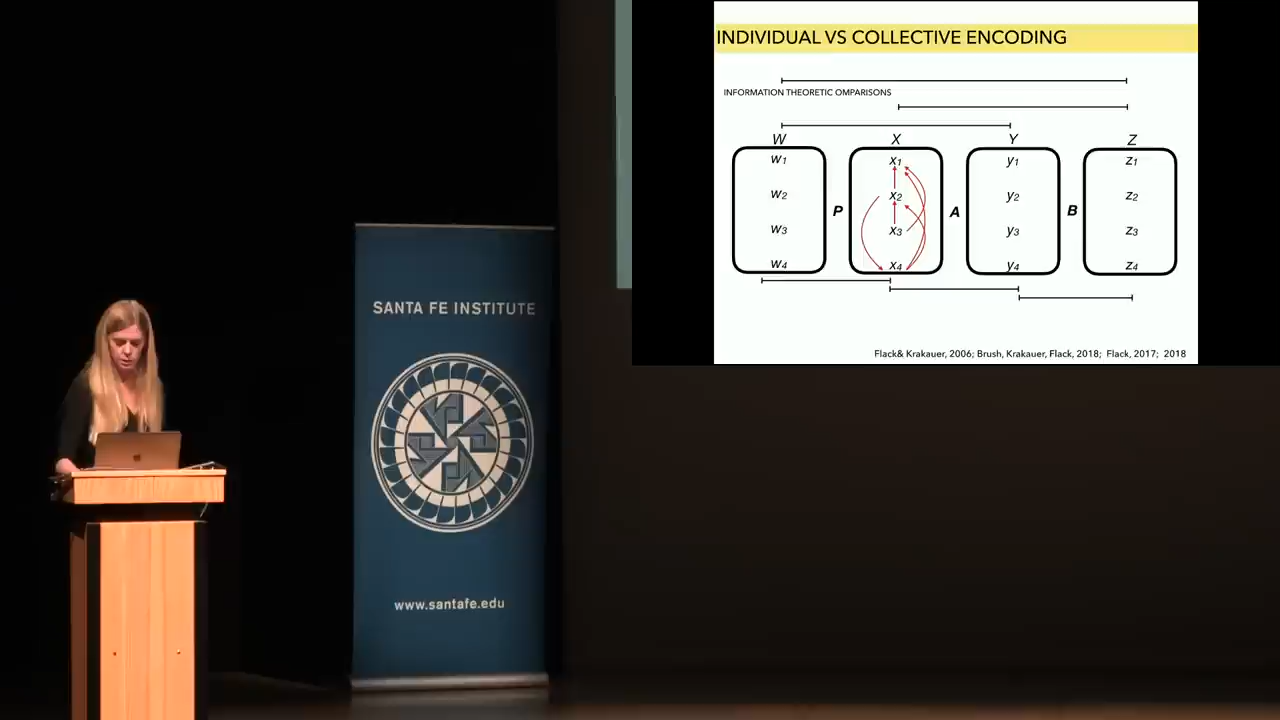 INDIVIDUAL VS COLLECTIVE ENCODING
INFORMATION THEORETIC OMPARISONS
W X Y Z
w1 x1 y1 z1
w2 x2 y2 z2
P A B
w3 x3 y3 z3
w4 x4 y4 z4
Flack& Krakauer, 2006; Brush, Krakauer, Flack, 2018; Flack, 2017; 2018
SANTA FE INSTITUTE
www.santafe.edu